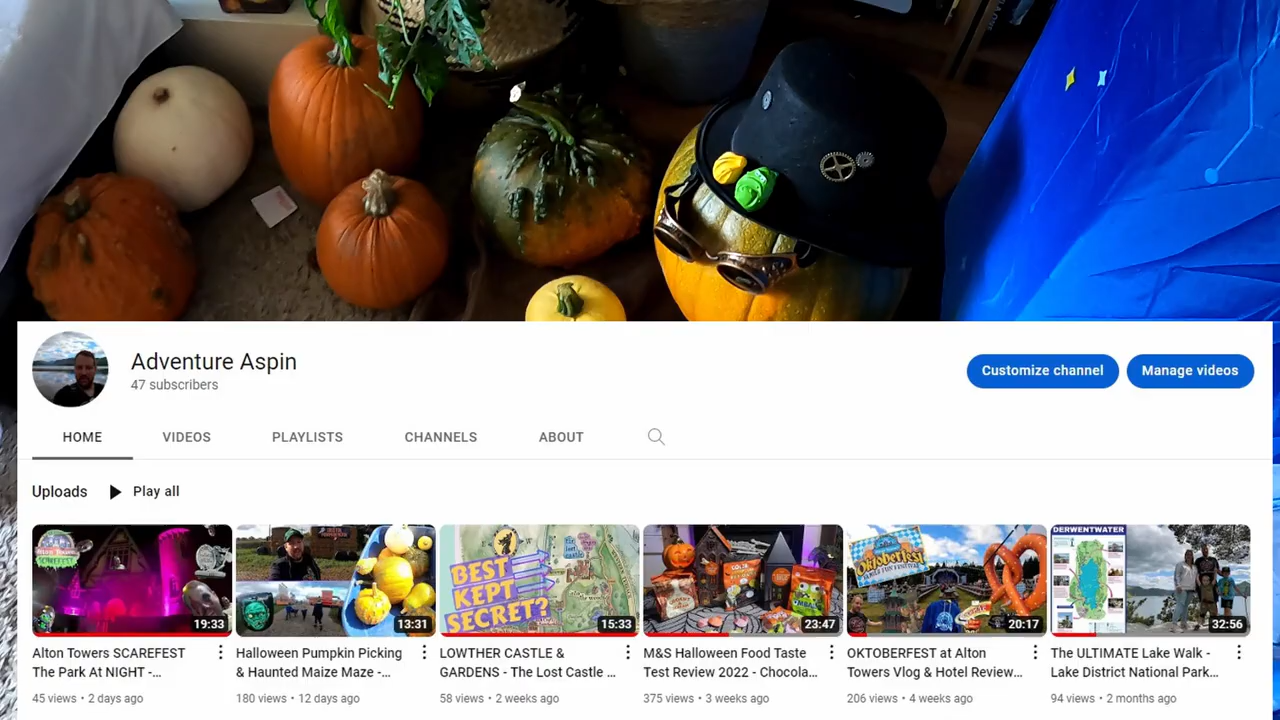 Adventure Aspin
47 subscribers
Customize channel
Manage videos
HOME
VIDEOS
PLAYLISTS
CHANNELS
ABOUT
Uploads
Play all
SCAREFEST
19:33
13:31
BEST
KEPT
SECRET?
15:33
23:47
Oktoberfest
20:17
DERWENTWATER
32:56
Alton Towers SCAREFEST
The Park At NIGHT -...
45 views • 2 days ago
Halloween Pumpkin Picking
& Haunted Maize Maze -...
180 views • 12 days ago
LOWTHER CASTLE &
GARDENS - The Lost Castle ...
58 views • 2 weeks ago
M&S Halloween Food Taste
Test Review 2022 - Chocola...
375 views • 3 weeks ago
OKTOBERFEST at Alton
Towers Vlog & Hotel Review...
206 views • 4 weeks ago
The ULTIMATE Lake Walk -
Lake District National Park...
94 views • 2 months ago